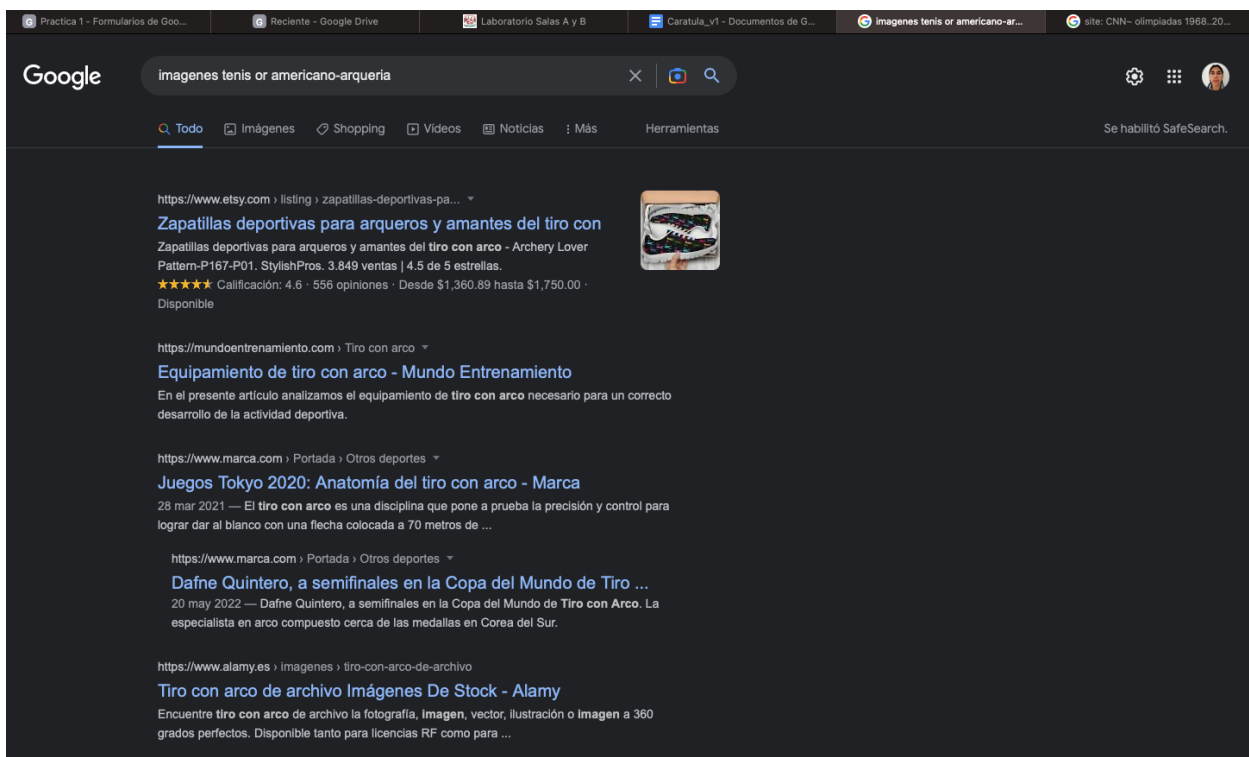 Practica 1 - Formularios de Goo...
Reciente - Google Drive
Laboratorio Salas A y B
Caratula_v1 - Documentos de G...
imagenes tenis or americano-ar...
site: CNN~ olimpiadas 1968..20...
Google
imagenes tenis or americano-arqueria
Todo
Imágenes
Shopping
Videos
Noticias
Más
Herramientas
Se habilitó SafeSearch.
https://www.etsy.com › listing › zapatillas-deportivas-pa...
Zapatillas deportivas para arqueros y amantes del tiro con
Zapatillas deportivas para arqueros y amantes del tiro con arco - Archery Lover
Pattern-P167-P01. StylishPros. 3.849 ventas | 4.5 de 5 estrellas.
Calificación: 4.6 · 556 opiniones · Desde $1,360.89 hasta $1,750.00 ·
Disponible
https://mundoentrenamiento.com › Tiro con arco
Equipamiento de tiro con arco - Mundo Entrenamiento
En el presente artículo analizamos el equipamiento de tiro con arco necesario para un correcto
desarrollo de la actividad deportiva.
https://www.marca.com › Portada › Otros deportes
Juegos Tokyo 2020: Anatomía del tiro con arco - Marca
28 mar 2021 — El tiro con arco es una disciplina que pone a prueba la precisión y control para
lograr dar al blanco con una flecha colocada a 70 metros de ...
https://www.marca.com › Portada › Otros deportes
Dafne Quintero, a semifinales en la Copa del Mundo de Tiro ...
20 may 2022 — Dafne Quintero, a semifinales en la Copa del Mundo de Tiro con Arco. La
especialista en arco compuesto cerca de las medallas en Corea del Sur.
https://www.alamy.es › imagenes › tiro-con-arco-de-archivo
Tiro con arco de archivo Imágenes De Stock - Alamy
Encuentre tiro con arco de archivo la fotografía, imagen, vector, ilustración o imagen a 360
grados perfectos. Disponible tanto para licencias RF como para ...